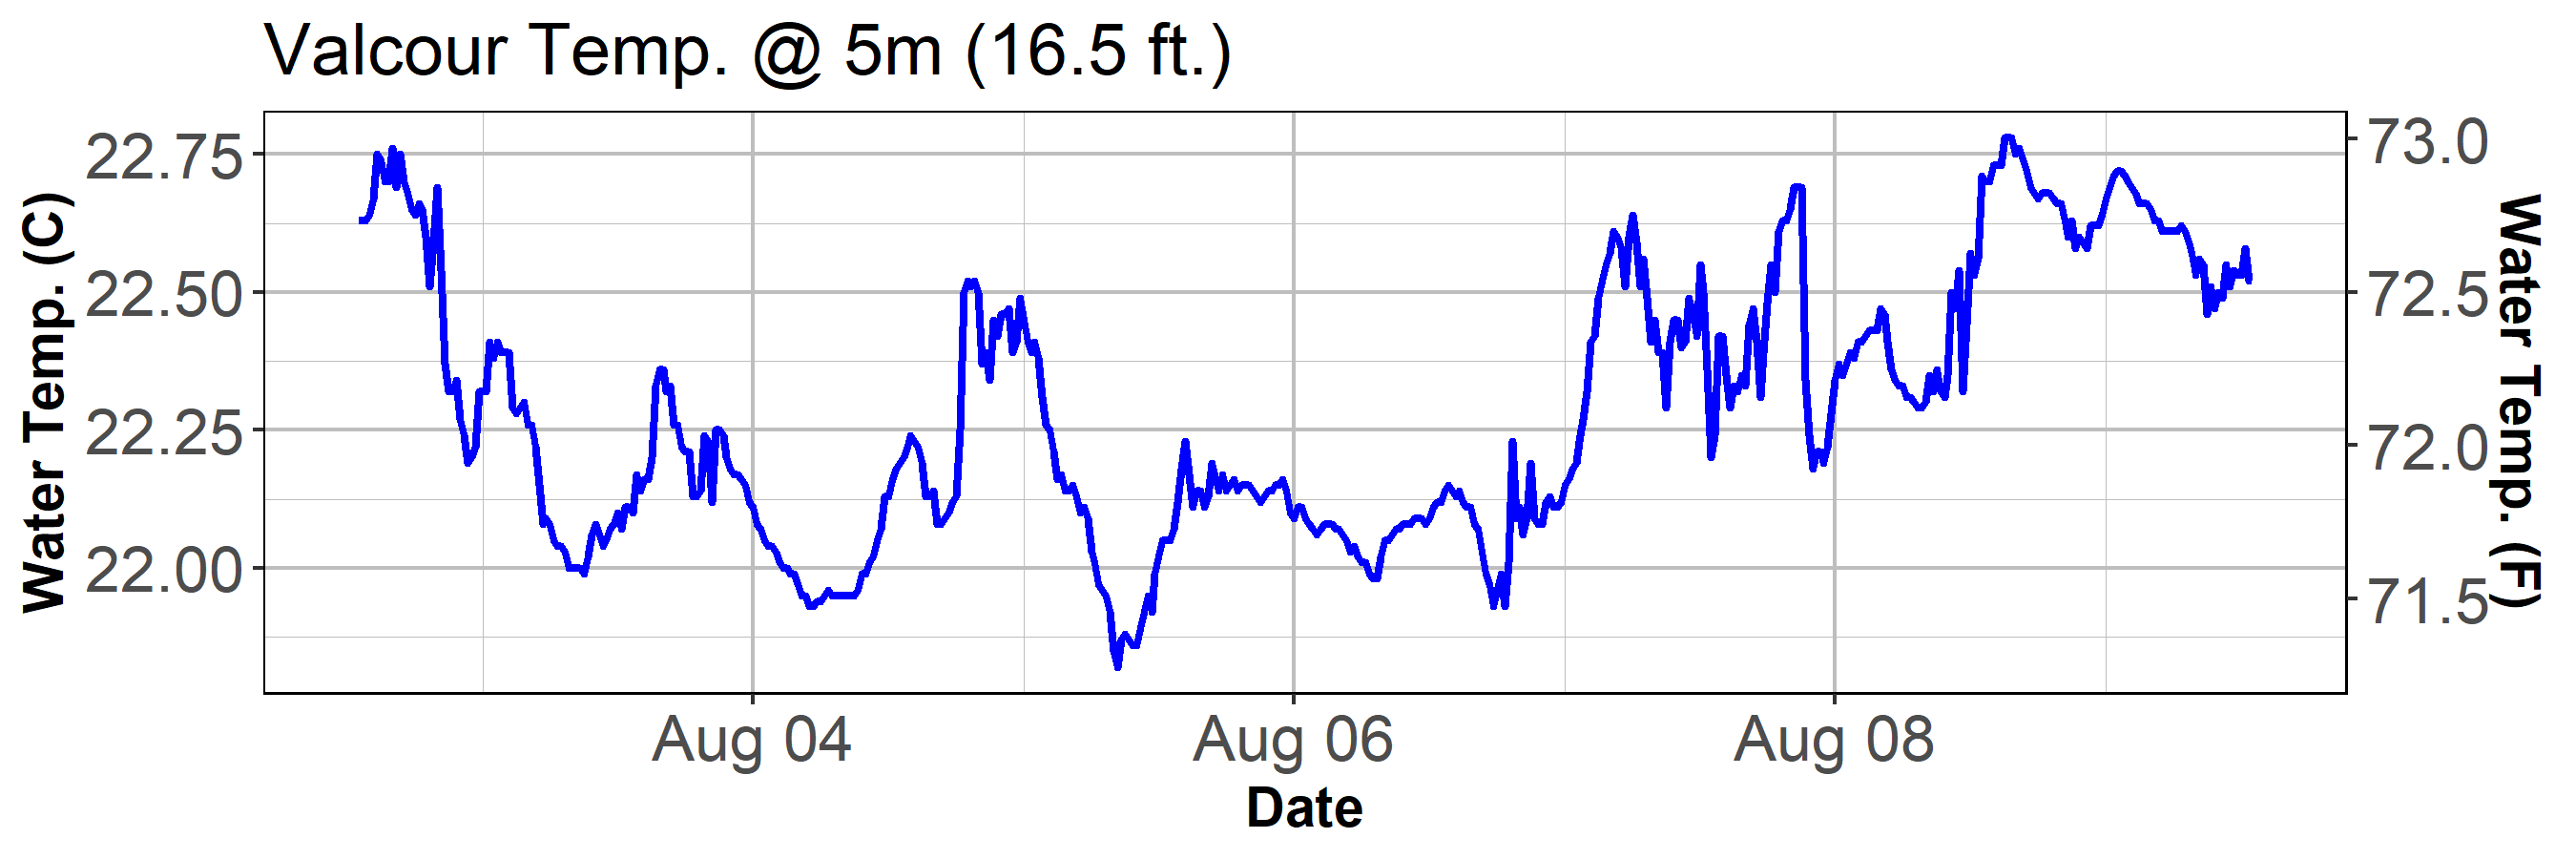 Valcour Temp. @ 5m (16.5 ft.)
Water Temp. (C)
22.75
22.50
22.25
22.00
73.0
72.5
72.0
71.5
Water Temp. (F)
Aug 04
Aug 06
Aug 08
Date